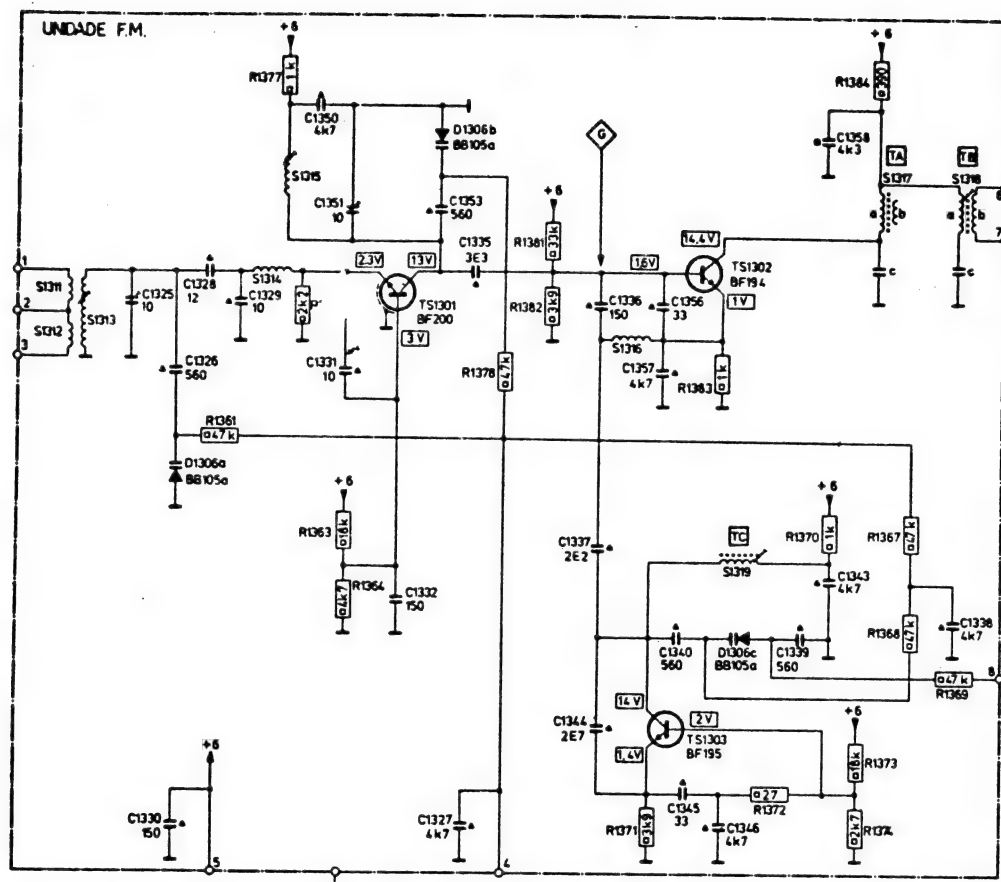 UNIDADE F.M.
+6
R1377
1k
C1350
4k7
D1306b
BB105a
S1315
C1351
10
C1353
560
C1335
3E3
+6
R1381
33k
R1382
3k9
G
+6
R1384
390
C1358
4k3
TA
S1317
TB
S1318
a
b
a
b
c
c
6
7
1
2
3
S1311
S1312
S1313
C1325
10
C1328
12
C1329
10
S1314
2k2
2.3V
13V
TS1301
BF200
3V
C1331
10
C1326
560
R1361
47k
D1306a
BB105a
R1378
47k
1,6V
14,4V
TS1302
BF194
1V
C1336
150
C1356
33
S1316
C1357
4k7
R1383
1k
+6
R1363
18k
R1364
4k7
C1332
150
C1337
2E2
TC
S1319
+6
R1370
1k
C1343
4k7
R1367
47k
R1368
47k
C1338
4k7
C1340
560
D1306c
BB105a
C1339
560
47k
R1369
8
C1344
2E7
14V
2V
TS1303
BF195
1,4V
+6
R1373
18k
R1371
3k9
C1345
33
27
R1372
C1346
4k7
R1374
2k7
+6
C1330
150
5
C1327
4k7
4